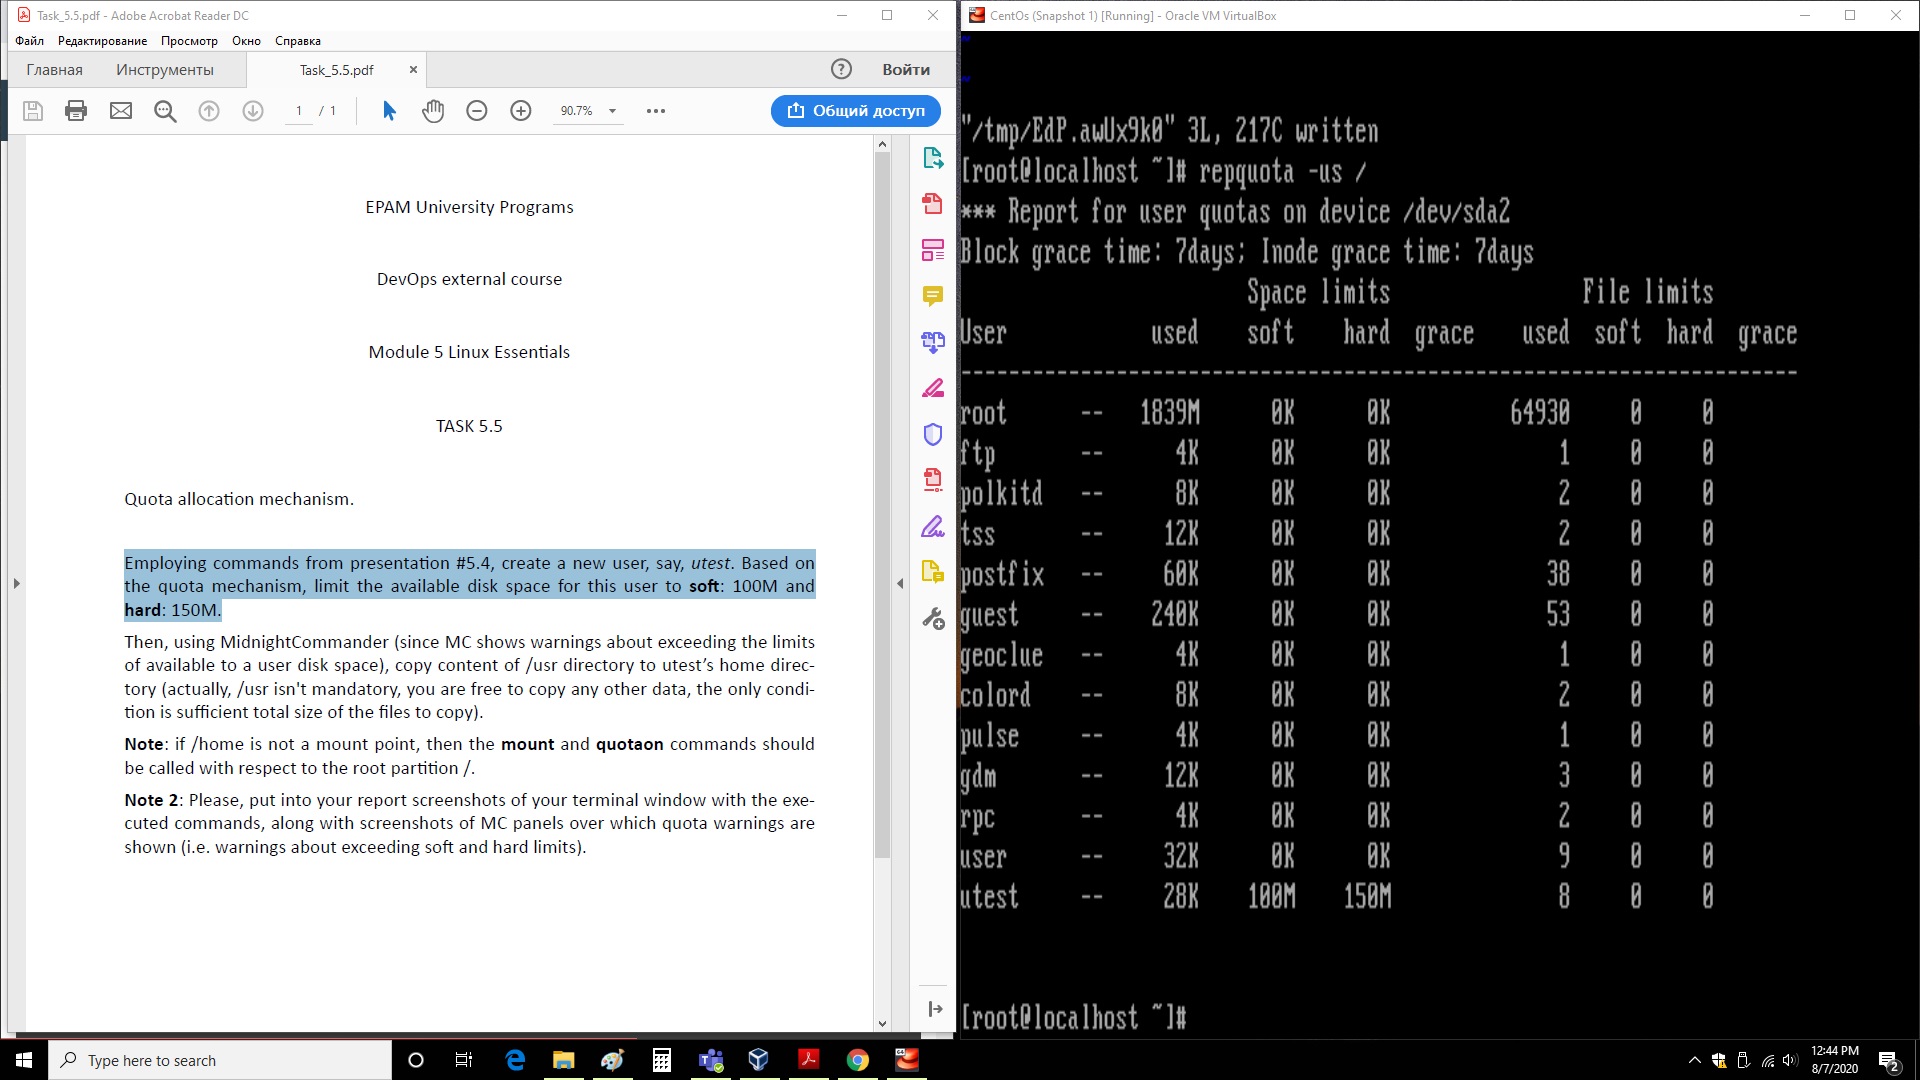 Task_5.5.pdf - Adobe Acrobat Reader DC
Файл Редактирование Просмотр Окно Справка
Главная Инструменты Task_5.5.pdf Войти
1 / 1 90.7% Общий доступ
EPAM University Programs
DevOps external course
Module 5 Linux Essentials
TASK 5.5
Quota allocation mechanism.
Employing commands from presentation #5.4, create a new user, say, utest. Based on
the quota mechanism, limit the available disk space for this user to soft: 100M and
hard: 150M.
Then, using MidnightCommander (since MC shows warnings about exceeding the limits
of available to a user disk space), copy content of /usr directory to utest's home direc-
tory (actually, /usr isn't mandatory, you are free to copy any other data, the only condi-
tion is sufficient total size of the files to copy).
Note: if /home is not a mount point, then the mount and quotaon commands should
be called with respect to the root partition /.
Note 2: Please, put into your report screenshots of your terminal window with the exe-
cuted commands, along with screenshots of MC panels over which quota warnings are
shown (i.e. warnings about exceeding soft and hard limits).
CentOs (Snapshot 1) [Running] - Oracle VM VirtualBox
"/tmp/EdP.awUx9k0" 3L, 217C written
[root@localhost ~]# repquota -us /
*** Report for user quotas on device /dev/sda2
Block grace time: 7days; Inode grace time: 7days
Space limits File limits
User used soft hard grace used soft hard grace
----------------------------------------------------------------------
root -- 1839M 0K 0K 64930 0 0
ftp -- 4K 0K 0K 1 0 0
polkitd -- 8K 0K 0K 2 0 0
tss -- 12K 0K 0K 2 0 0
postfix -- 60K 0K 0K 38 0 0
guest -- 240K 0K 0K 53 0 0
geoclue -- 4K 0K 0K 1 0 0
colord -- 8K 0K 0K 2 0 0
pulse -- 4K 0K 0K 1 0 0
gdm -- 12K 0K 0K 3 0 0
rpc -- 4K 0K 0K 2 0 0
user -- 32K 0K 0K 9 0 0
utest -- 28K 100M 150M 8 0 0
[root@localhost ~]#
Type here to search
12:44 PM
8/7/2020
2